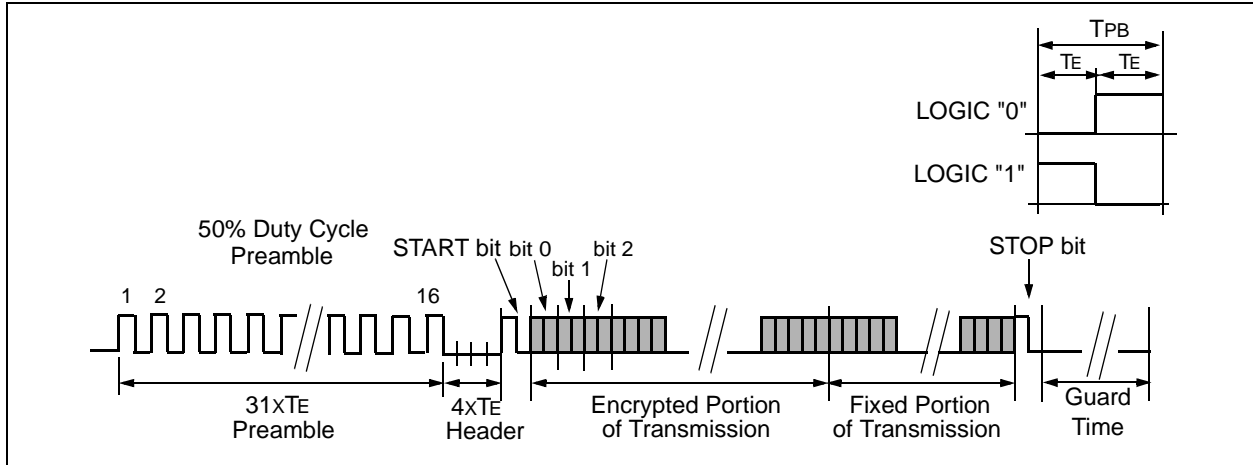 TPB
TE TE
LOGIC "0"
LOGIC "1"
50% Duty Cycle
Preamble
START bit
bit 0
bit 1
bit 2
STOP bit
1 2 16
31XTE
Preamble
4XTE
Header
Encrypted Portion
of Transmission
Fixed Portion
of Transmission
Guard
Time